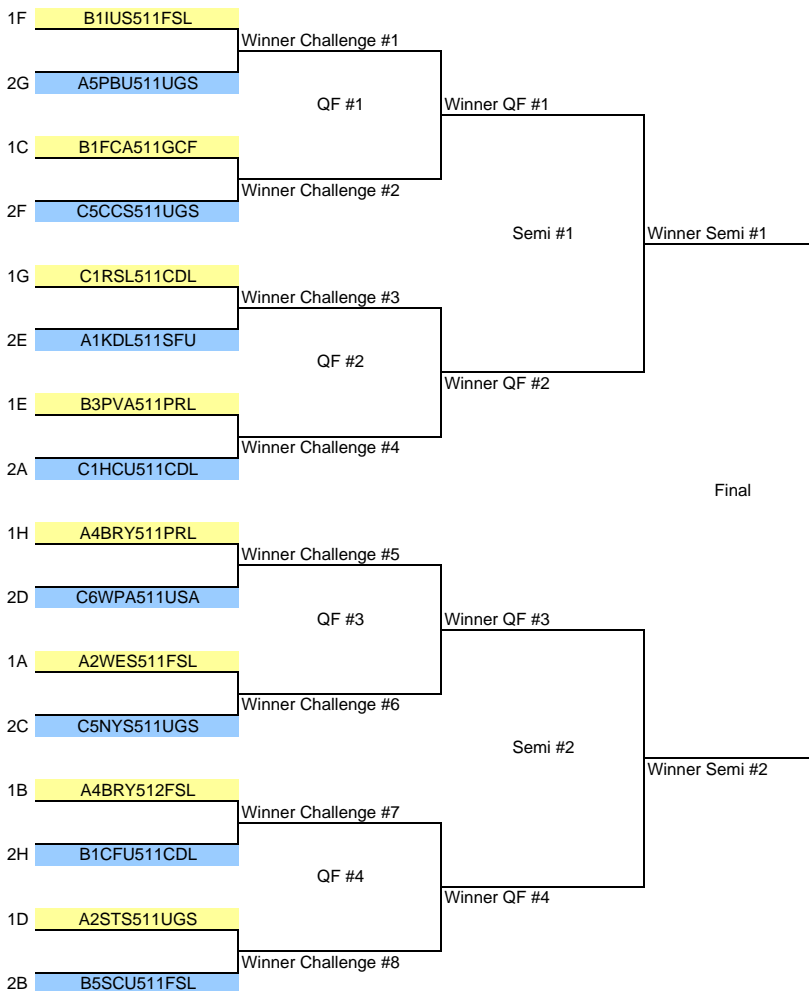 1F B1IUS511FSL
Winner Challenge #1
2G A5PBU511UGS
QF #1
Winner QF #1
1C B1FCA511GCF
Winner Challenge #2
2F C5CCS511UGS
Semi #1
Winner Semi #1
1G C1RSL511CDL
Winner Challenge #3
2E A1KDL511SFU
QF #2
Winner QF #2
1E B3PVA511PRL
Winner Challenge #4
2A C1HCU511CDL
Final
1H A4BRY511PRL
Winner Challenge #5
2D C6WPA511USA
QF #3
Winner QF #3
1A A2WES511FSL
Winner Challenge #6
2C C5NYS511UGS
Semi #2
Winner Semi #2
1B A4BRY512FSL
Winner Challenge #7
2H B1CFU511CDL
QF #4
Winner QF #4
1D A2STS511UGS
Winner Challenge #8
2B B5SCU511FSL